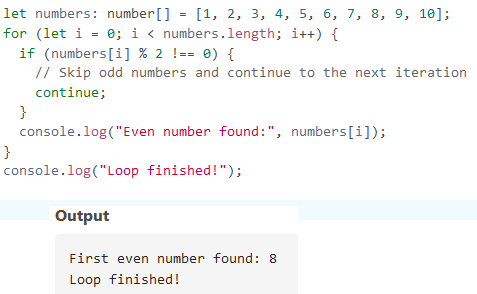 let numbers: number[] = [1, 2, 3, 4, 5, 6, 7, 8, 9, 10];
for (let i = 0; i < numbers.length; i++) {
  if (numbers[i] % 2 !== 0) {
    // Skip odd numbers and continue to the next iteration
    continue;
  }
  console.log("Even number found:", numbers[i]);
}
console.log("Loop finished!");
Output
First even number found: 8
Loop finished!